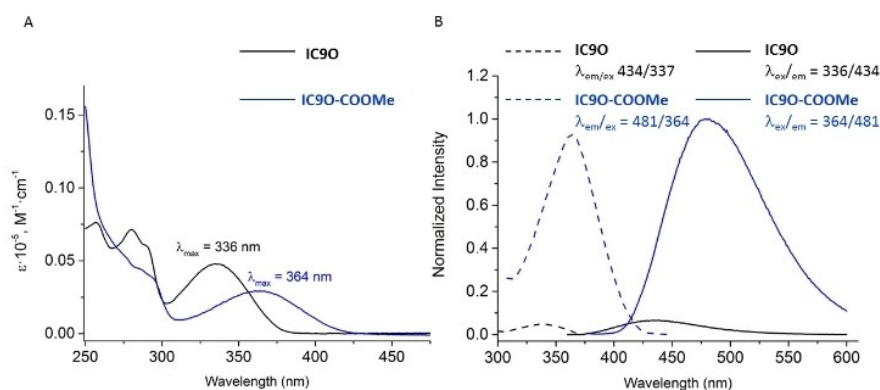 A
IC9O
IC9O-COOMe
ε·10⁻⁵, M⁻¹·cm⁻¹
0.15
0.10
0.05
0.00
λmax = 336 nm
λmax = 364 nm
250
300
350
400
450
Wavelength (nm)
B
IC9O
λem/ex 434/337
IC9O
λex/em = 336/434
IC9O-COOMe
λem/ex = 481/364
IC9O-COOMe
λex/em = 364/481
Normalized Intensity
1.2
1.0
0.8
0.6
0.4
0.2
0.0
300
350
400
450
500
550
600
Wavelength (nm)